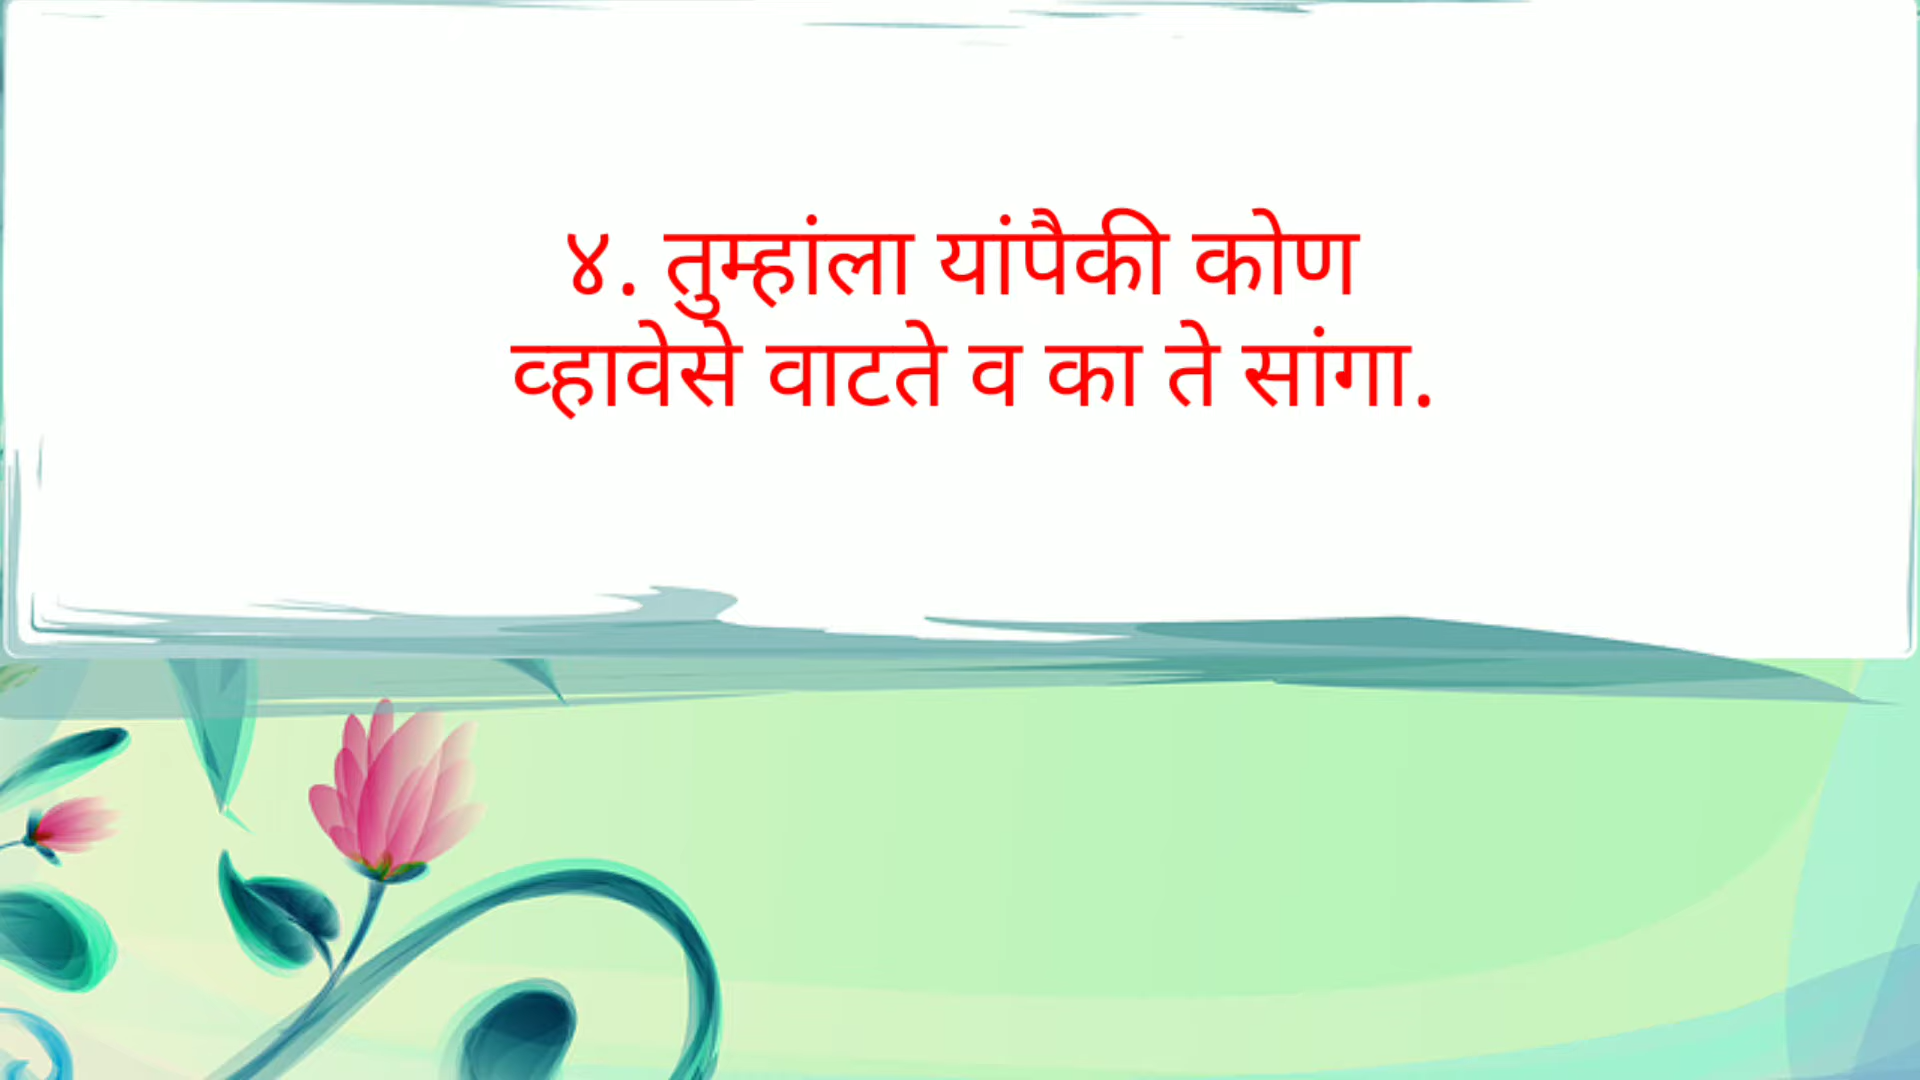 ४. तुम्हांला यांपैकी कोण
व्हावेसे वाटते व का ते सांगा.